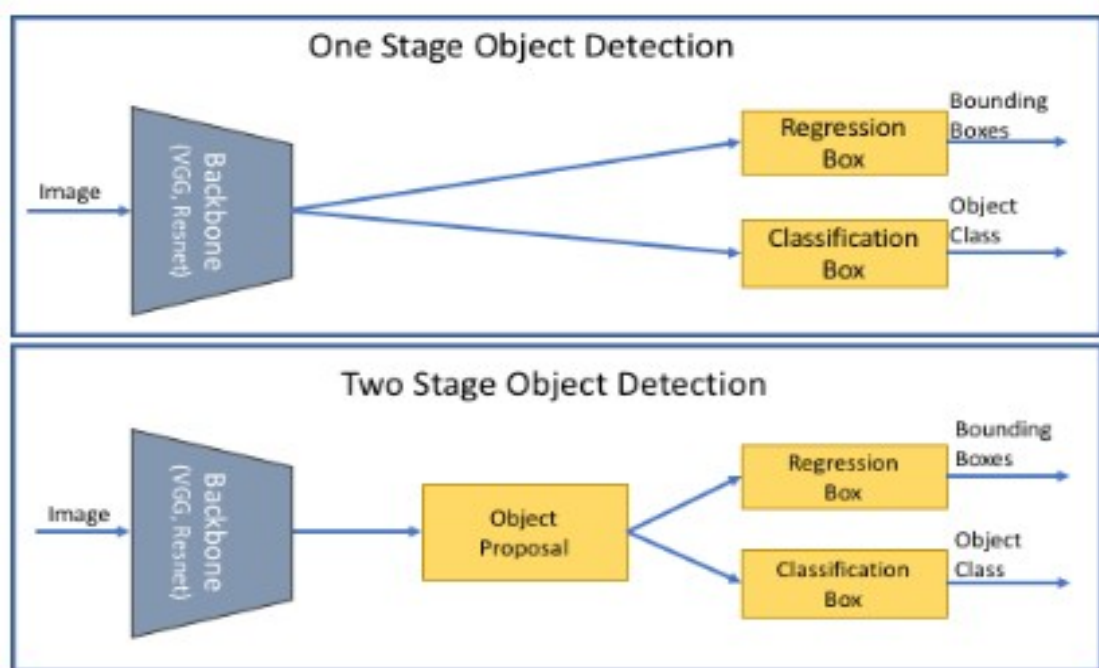 One Stage Object Detection
Image
Backbone
(VGG, Resnet)
Regression
Box
Bounding
Boxes
Classification
Box
Object
Class
Two Stage Object Detection
Image
Backbone
(VGG, Resnet)
Object
Proposal
Regression
Box
Bounding
Boxes
Classification
Box
Object
Class